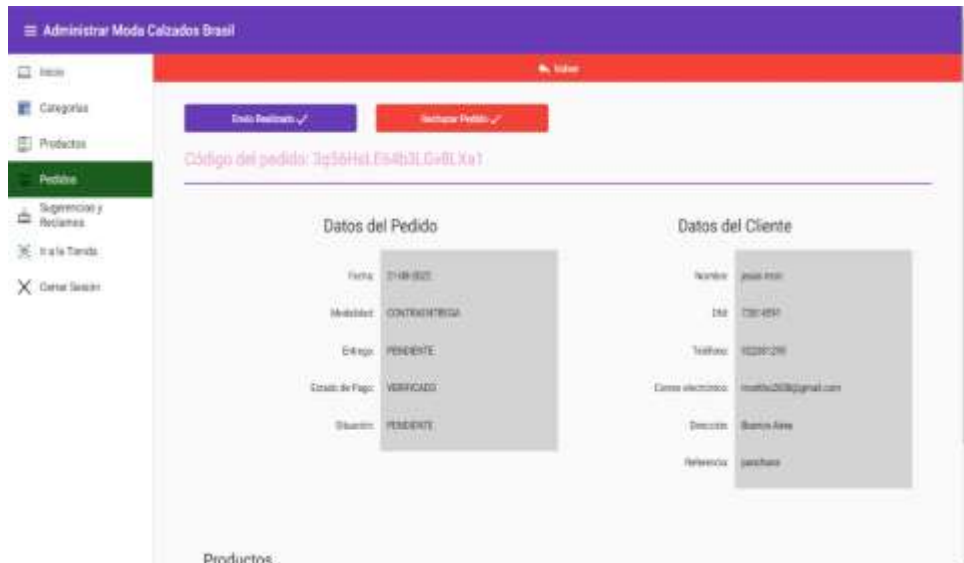 Administrar Moda Calzados Brasil
Inicio
Volver
Categorías
Envío Realizado
Rechazar Pedido
Productos
Código del pedido:
Pedidos
Sugerencias y
Reclamos
Ir a la Tienda
Cerrar Sesión
Datos del Pedido
Fecha:
Modalidad: CONTRAENTREGA
Entrega: PENDIENTE
Estado de Pago: VERIFICADO
Situación: PENDIENTE
Datos del Cliente
Nombre:
DNI:
Teléfono:
Correo electrónico:
Dirección: Buenos Aires
Referencia:
Productos